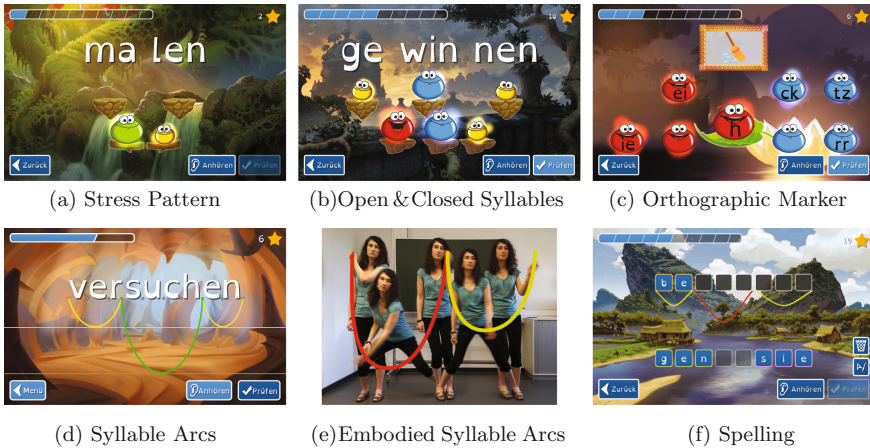 2
ma len
Zurück
Anhören
Prüfen
(a) Stress Pattern
10
ge win nen
Zurück
Anhören
Prüfen
(b)Open & Closed Syllables
6
ei
ck
tz
h
ie
rr
Zurück
Anhören
Prüfen
(c) Orthographic Marker
6
versuchen
Menü
Anhören
Prüfen
(d) Syllable Arcs
(e)Embodied Syllable Arcs
15
b e
g e n s i e
Zurück
Anhören
Prüfen
(f) Spelling